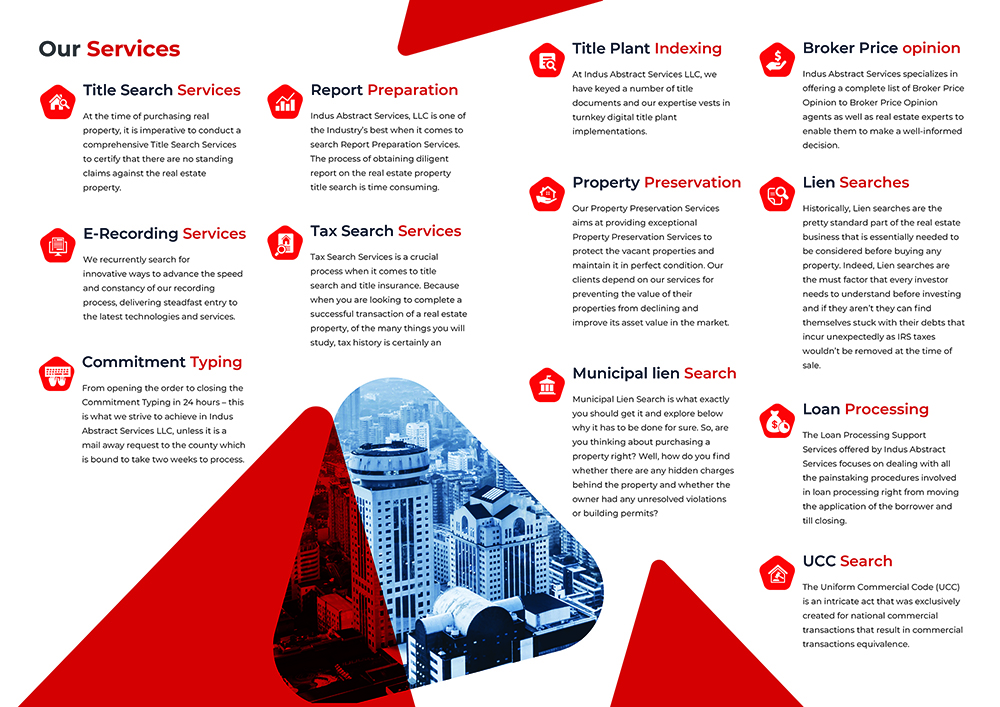 Our Services
Title Search Services
At the time of purchasing real
property, it is imperative to conduct a
comprehensive Title Search Services
to certify that there are no standing
claims against the real estate
property.
E-Recording Services
We recurrently search for
innovative ways to advance the speed
and constancy of our recording
process, delivering steadfast entry to
the latest technologies and services.
Commitment Typing
From opening the order to closing the
Commitment Typing in 24 hours – this
is what we strive to achieve in Indus
Abstract Services LLC, unless it is a
mail away request to the county which
is bound to take two weeks to process.
Report Preparation
Indus Abstract Services, LLC is one of
the Industry's best when it comes to
search Report Preparation Services.
The process of obtaining diligent
report on the real estate property
title search is time consuming.
Tax Search Services
Tax Search Services is a crucial
process when it comes to title
search and title insurance. Because
when you are looking to complete a
successful transaction of a real estate
property, of the many things you will
study, tax history is certainly an
Title Plant Indexing
At Indus Abstract Services LLC, we
have keyed a number of title
documents and our expertise vests in
turnkey digital title plant
implementations.
Property Preservation
Our Property Preservation Services
aims at providing exceptional
Property Preservation Services to
protect the vacant properties and
maintain it in perfect condition. Our
clients depend on our services for
preventing the value of their
properties from declining and
improve its asset value in the market.
Municipal lien Search
Municipal Lien Search is what exactly
you should get it and explore below
why it has to be done for sure. So, are
you thinking about purchasing a
property right? Well, how do you find
whether there are any hidden charges
behind the property and whether the
owner had any unresolved violations
or building permits?
Broker Price opinion
Indus Abstract Services specializes in
offering a complete list of Broker Price
Opinion to Broker Price Opinion
agents as well as real estate experts to
enable them to make a well-informed
decision.
Lien Searches
Historically, Lien searches are the
pretty standard part of the real estate
business that is essentially needed to
be considered before buying any
property. Indeed, Lien searches are
the must factor that every investor
needs to understand before investing
and if they aren't they can find
themselves stuck with their debts that
incur unexpectedly as IRS taxes
wouldn't be removed at the time of
sale.
Loan Processing
The Loan Processing Support
Services offered by Indus Abstract
Services focuses on dealing with all
the painstaking procedures involved
in loan processing right from moving
the application of the borrower and
till closing.
UCC Search
The Uniform Commercial Code (UCC)
is an intricate act that was exclusively
created for national commercial
transactions that result in commercial
transactions equivalence.